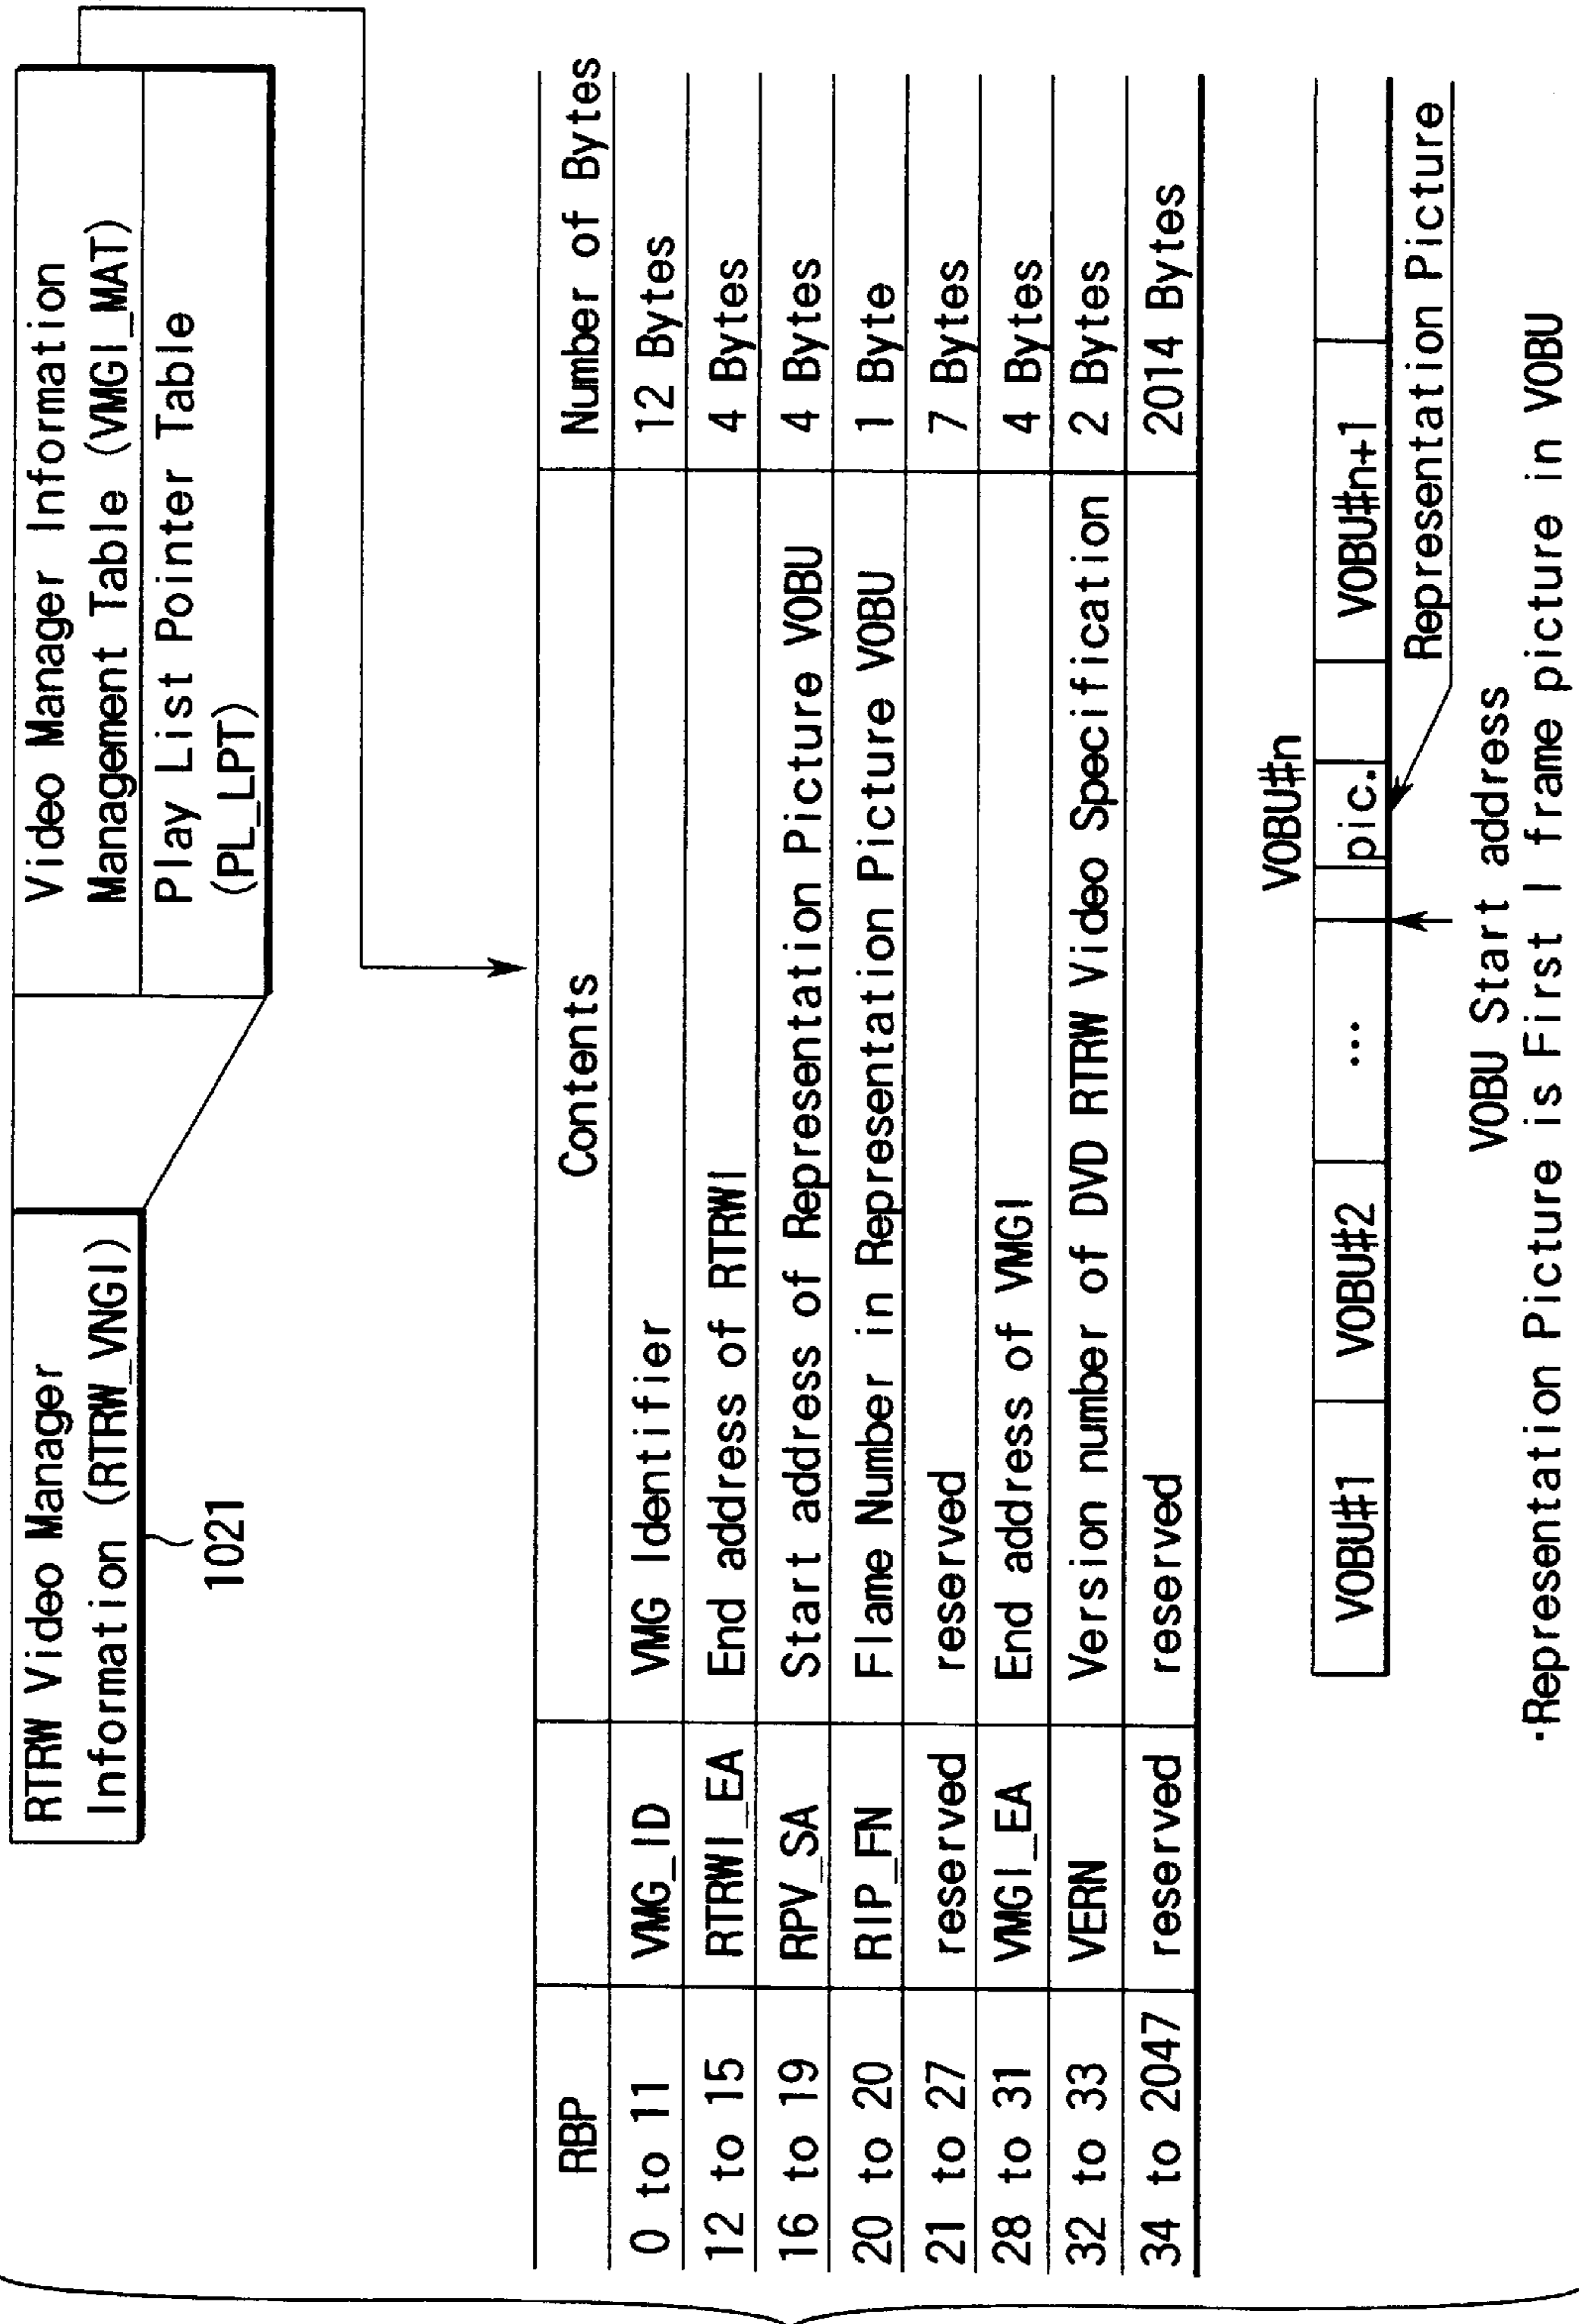 RTRW Video Manager
Information (RTRW_VNGI)
1021
Video Manager Information
Management Table (VMGI_MAT)
Play List Pointer Table
(PL_LPT)
RBP Contents Number of Bytes
0 to 11 VMG_ID VMG Identifier 12 Bytes
12 to 15 RTRWI_EA End address of RTRWI 4 Bytes
16 to 19 RPV_SA Start address of Representation Picture VOBU 4 Bytes
20 to 20 RIP_FN Flame Number in Representation Picture VOBU 1 Byte
21 to 27 reserved reserved 7 Bytes
28 to 31 VMGI_EA End address of VMGI 4 Bytes
32 to 33 VERN Version number of DVD RTRW Video Specification 2 Bytes
34 to 2047 reserved reserved 2014 Bytes
VOBU#n
VOBU#1 VOBU#2 ... pic. VOBU#n+1
Representation Picture
VOBU Start address
·Representation Picture is First I frame picture in VOBU